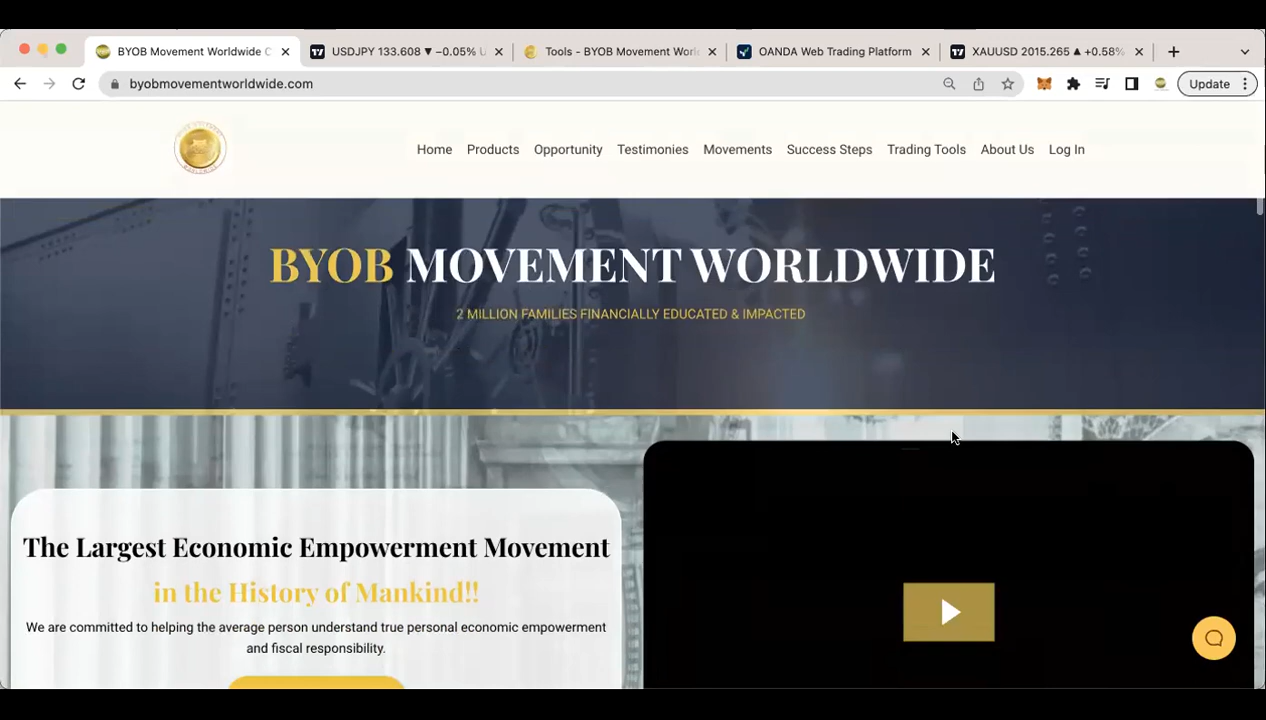 BYOB Movement Worldwide
USDJPY 133.608 ▼ −0.05%
Tools - BYOB Movement
OANDA Web Trading Platform
XAUUSD 2015.265 ▲ +0.58%
byobmovementworldwide.com
Update
Home Products Opportunity Testimonies Movements Success Steps Trading Tools About Us Log In
BYOB MOVEMENT WORLDWIDE
2 MILLION FAMILIES FINANCIALLY EDUCATED & IMPACTED
The Largest Economic Empowerment Movement
in the History of Mankind!!
We are committed to helping the average person understand true personal economic empowerment
and fiscal responsibility.